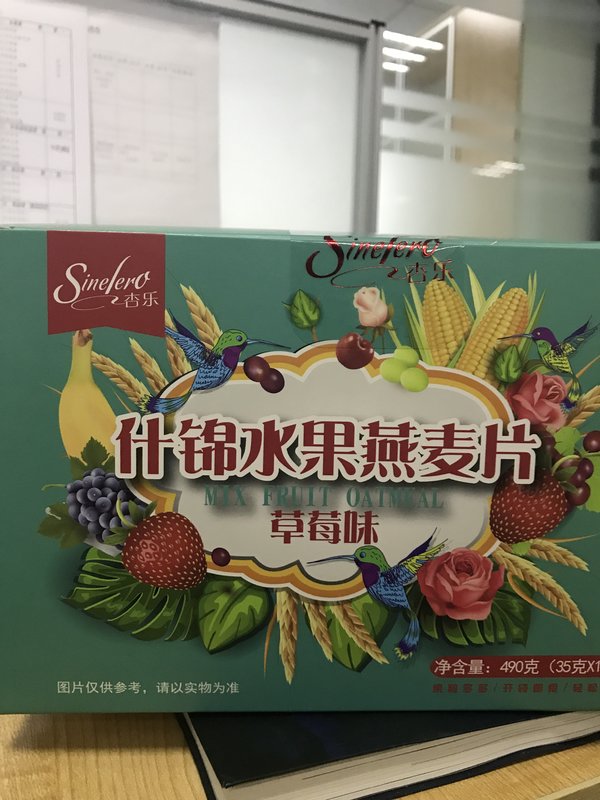 Sinefero
杏乐
Sinefero
杏乐
什锦水果燕麦片
MIX FRUIT OATMEAL
草莓味
净含量：490克（35克X1
图片仅供参考，请以实物为准